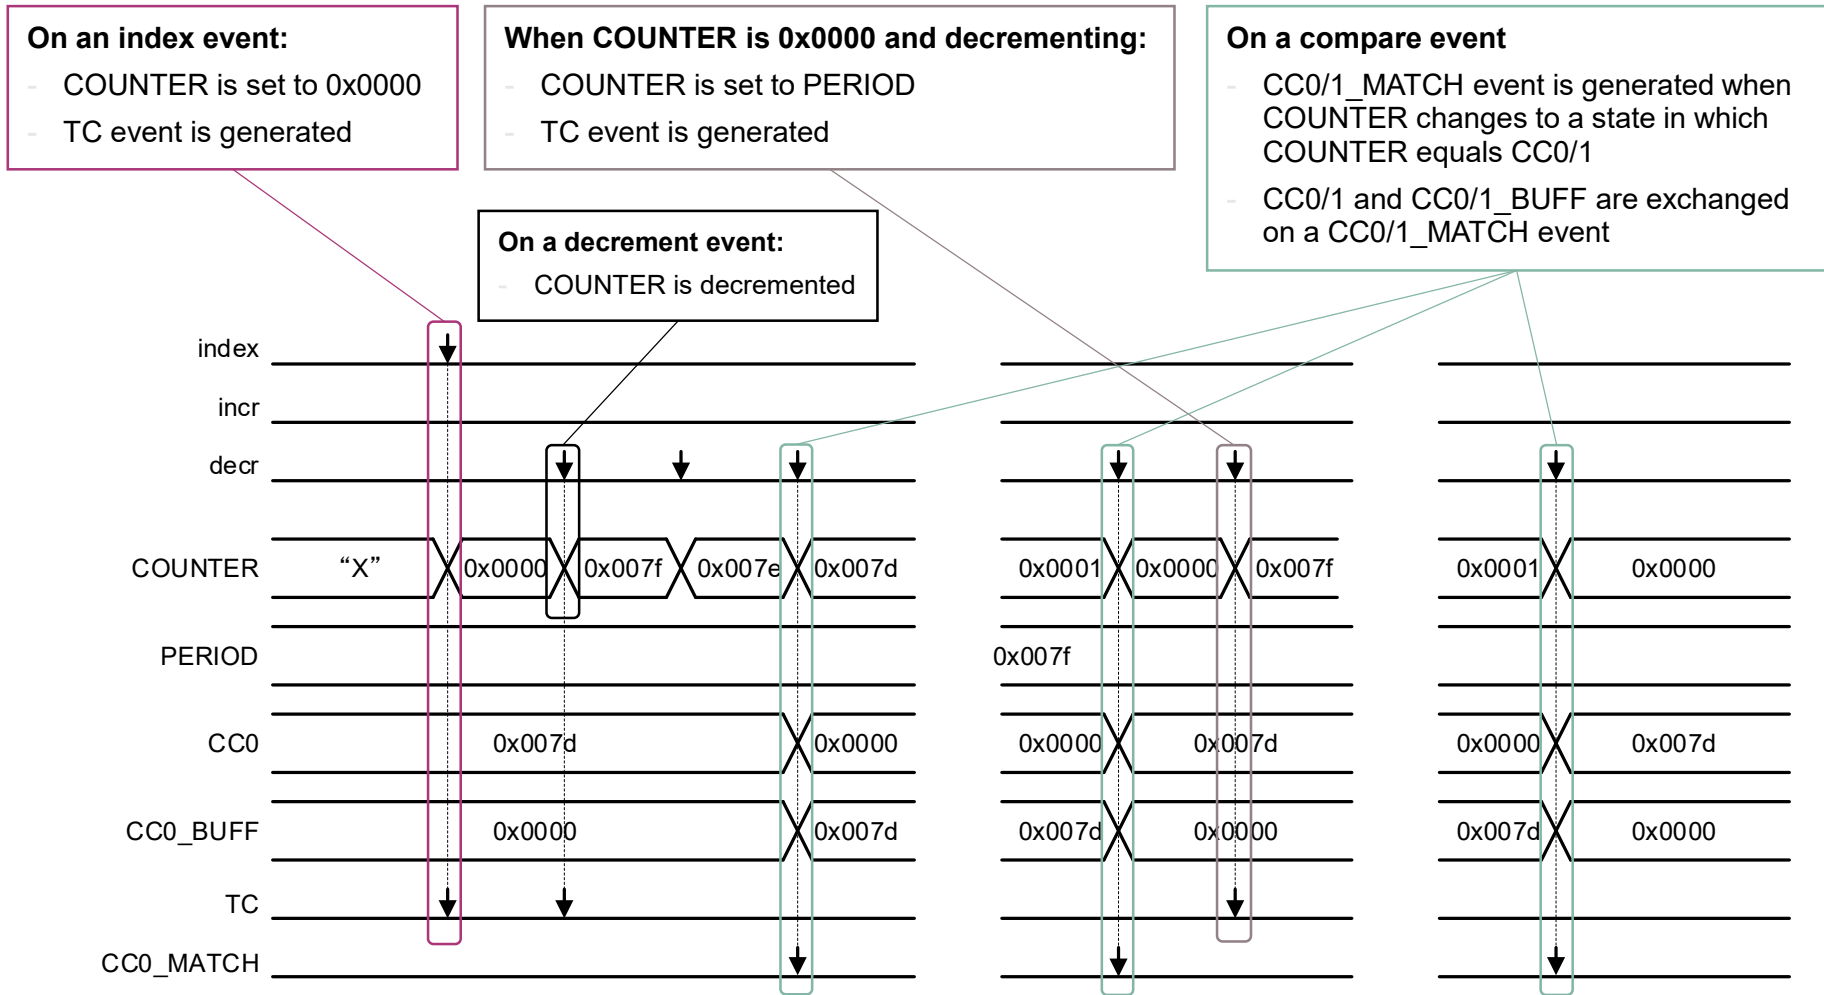 On an index event:
- COUNTER is set to 0x0000
- TC event is generated
When COUNTER is 0x0000 and decrementing:
- COUNTER is set to PERIOD
- TC event is generated
On a compare event
- CC0/1_MATCH event is generated when
COUNTER changes to a state in which
COUNTER equals CC0/1
- CC0/1 and CC0/1_BUFF are exchanged
on a CC0/1_MATCH event
On a decrement event:
- COUNTER is decremented
index
incr
decr
COUNTER “X” 0x0000 0x007f 0x007e 0x007d 0x0001 0x0000 0x007f 0x0001 0x0000
PERIOD 0x007f
CC0 0x007d 0x0000 0x0000 0x007d 0x0000 0x007d
CC0_BUFF 0x0000 0x007d 0x007d 0x0000 0x007d 0x0000
TC
CC0_MATCH